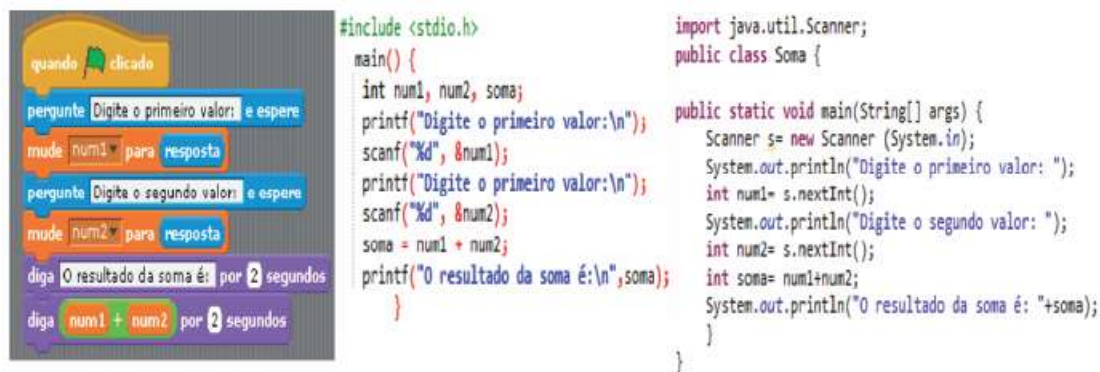 quando clicado
pergunte Digite o primeiro valor: e espere
mude num1 para resposta
pergunte Digite o segundo valor: e espere
mude num2 para resposta
diga O resultado da soma é: por 2 segundos
diga num1 + num2 por 2 segundos
#include <stdio.h>
main() {
int num1, num2, soma;
printf("Digite o primeiro valor:\n");
scanf("%d", &num1);
printf("Digite o primeiro valor:\n");
scanf("%d", &num2);
soma = num1 + num2;
printf("O resultado da soma é:\n",soma);
}
import java.util.Scanner;
public class Soma {
public static void main(String[] args) {
Scanner s= new Scanner (System.in);
System.out.println("Digite o primeiro valor: ");
int num1= s.nextInt();
System.out.println("Digite o segundo valor: ");
int num2= s.nextInt();
int soma= num1+num2;
System.out.println("O resultado da soma é: "+soma);
}
}